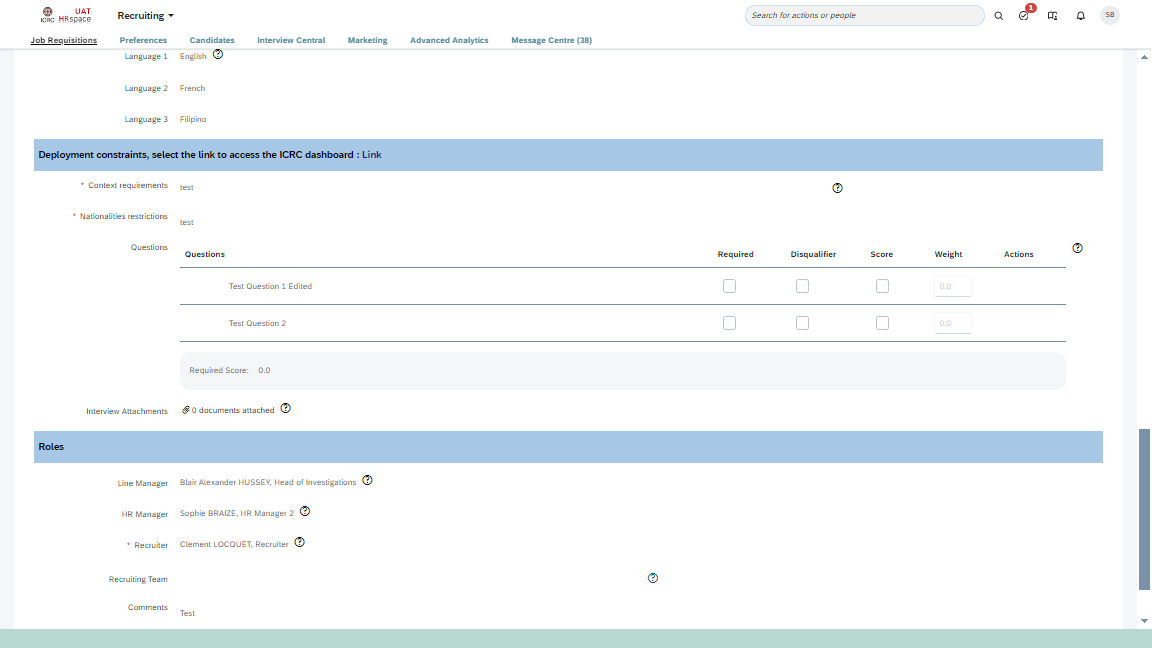 ICRC UAT HRspace Recruiting Search for actions or people 1 SB
Job Requisitions Preferences Candidates Interview Central Marketing Advanced Analytics Message Centre (38)
Language 1 English
Language 2 French
Language 3 Filipino
Deployment constraints, select the link to access the ICRC dashboard : Link
* Context requirements test
* Nationalities restrictions test
Questions
Questions Required Disqualifier Score Weight Actions
Test Question 1 Edited 0.0
Test Question 2 0.0
Required Score: 0.0
Interview Attachments 0 documents attached
Roles
Line Manager Blair Alexander HUSSEY, Head of Investigations
HR Manager Sophie BRAIZE, HR Manager 2
* Recruiter Clement LOCQUET, Recruiter
Recruiting Team
Comments Test